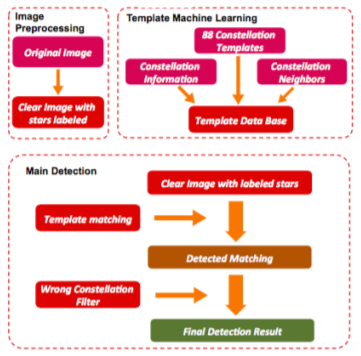 Image
Preprocessing
Original Image
Clear Image with
stars labeled
Template Machine Learning
88 Constellation
Templates
Constellation
Information
Constellation
Neighbors
Template Data Base
Main Detection
Clear Image with labeled stars
Template matching
Detected Matching
Wrong Constellation
Filter
Final Detection Result